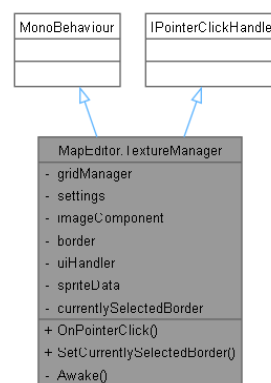 MonoBehaviour
IPointerClickHandle
MapEditor.TextureManager
- gridManager
- settings
- imageComponent
- border
- uiHandler
- spriteData
- currentlySelectedBorder
+ OnPointerClick()
+ SetCurrentlySelectedBorder()
- Awake()